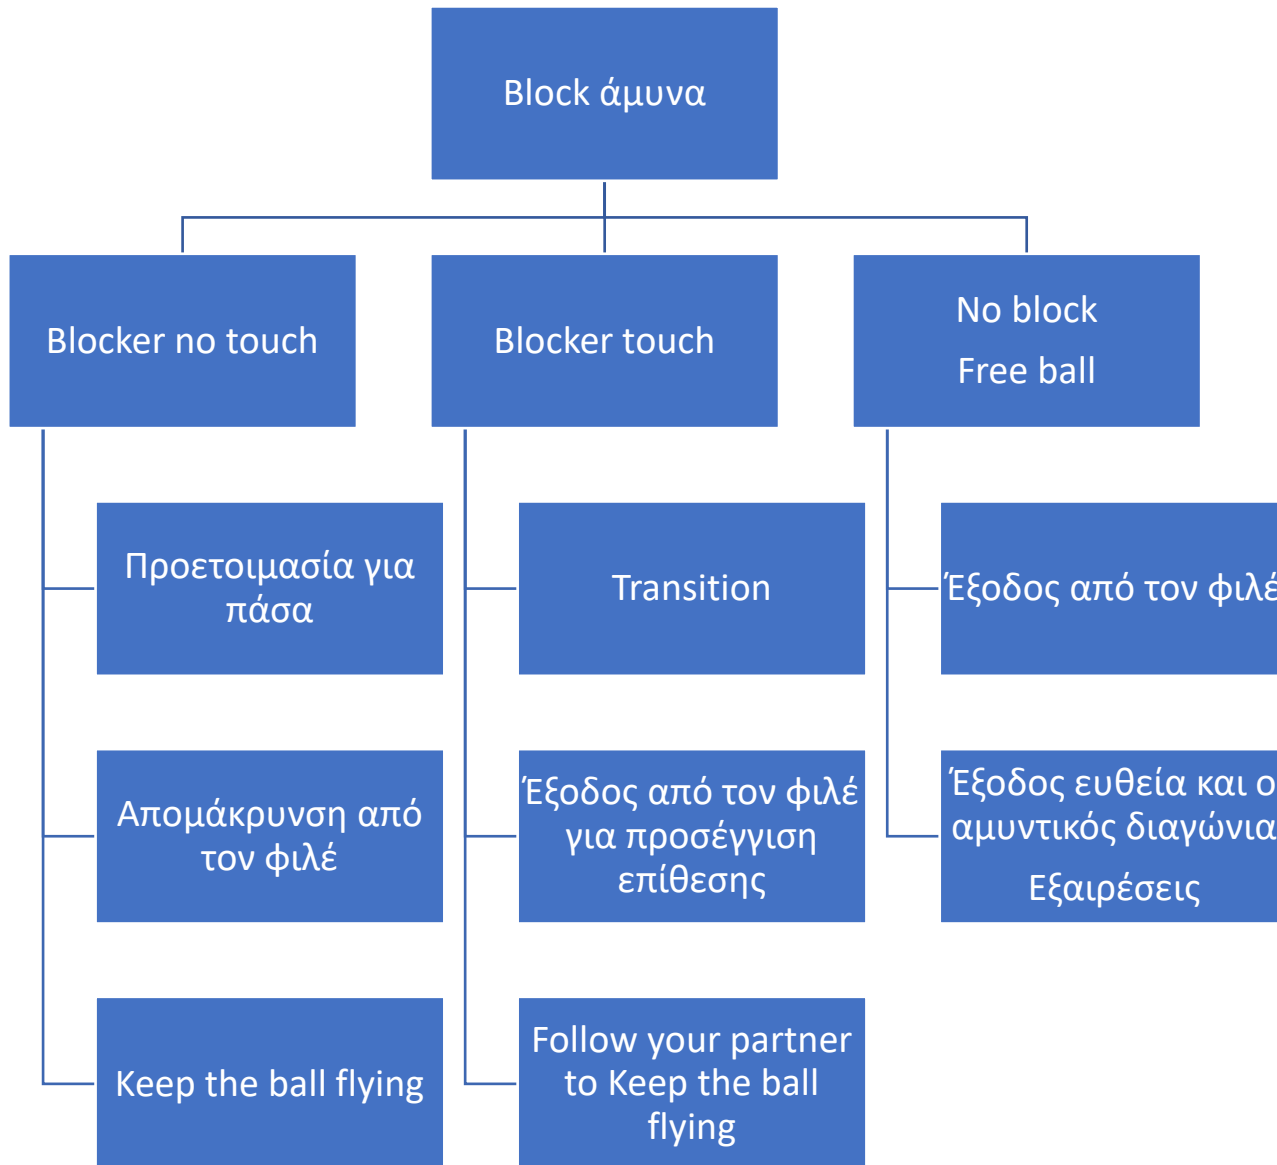 Block άμυνα
Blocker no touch
Blocker touch
No block
Free ball
Προετοιμασία για
πάσα
Transition
Έξοδος από τον φιλέ
Απομάκρυνση από
τον φιλέ
Έξοδος από τον φιλέ
για προσέγγιση
επίθεσης
Έξοδος ευθεία και ο
αμυντικός διαγώνια
Εξαιρέσεις
Keep the ball flying
Follow your partner
to Keep the ball
flying